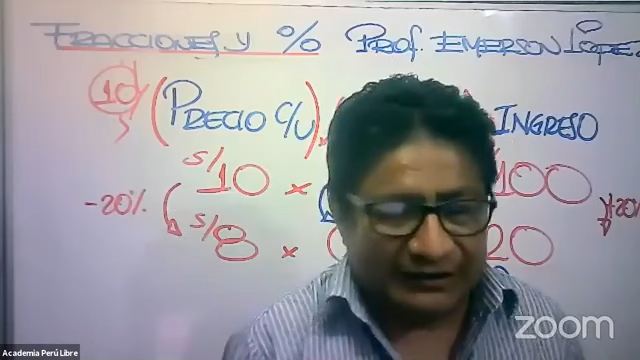 FRACCIONES Y % PROF. EMERSON LÓPEZ
10 (PRECIO C/U) INGRESO
S/10 × 100
-20% +20%
S/8 × 20
zoom
Academia Perú Libre